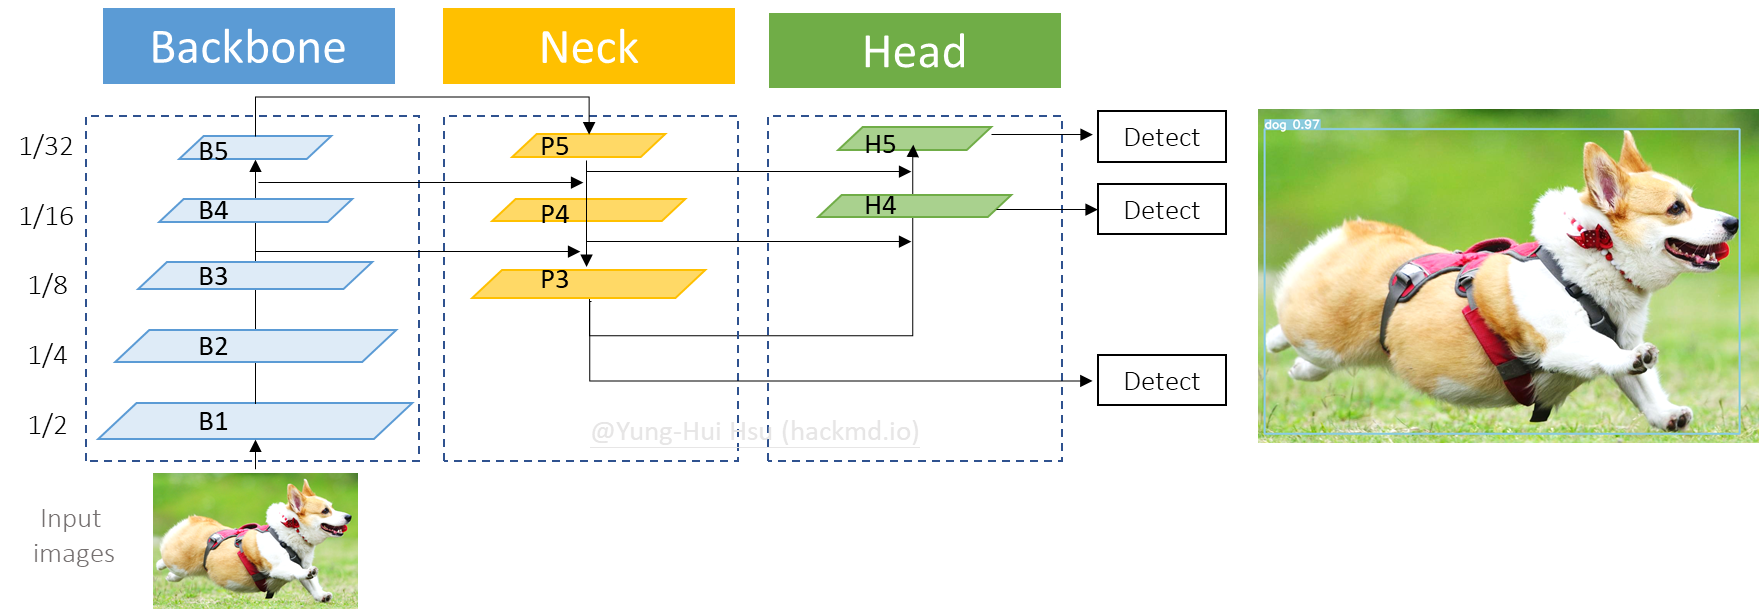 Backbone
Neck
Head
1/32
B5
P5
H5
Detect
dog 0.97
1/16
B4
P4
H4
Detect
1/8
B3
P3
1/4
B2
Detect
1/2
B1
@Yung-Hui Hsu (hackmd.io)
Input
images